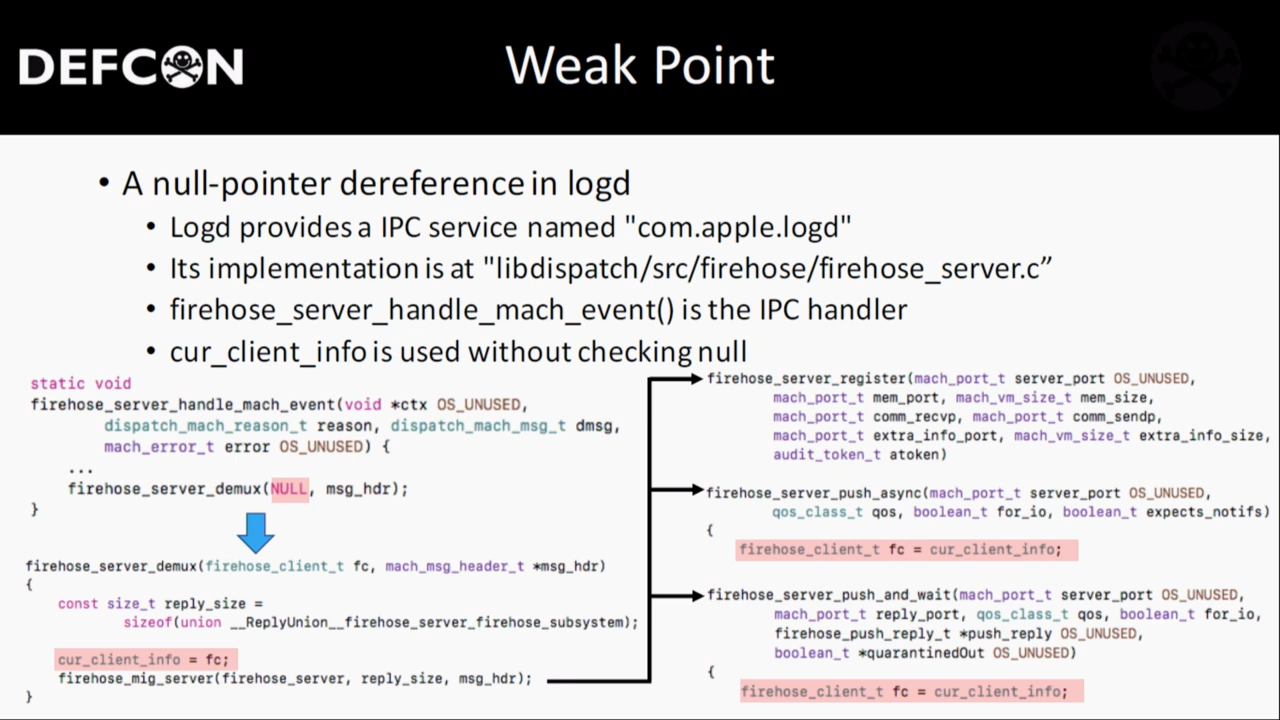 DEFCON
Weak Point
• A null-pointer dereference in logd
• Logd provides a IPC service named "com.apple.logd"
• Its implementation is at "libdispatch/src/firehose/firehose_server.c”
• firehose_server_handle_mach_event() is the IPC handler
• cur_client_info is used without checking null
static void
firehose_server_handle_mach_event(void *ctx OS_UNUSED,
dispatch_mach_reason_t reason, dispatch_mach_msg_t dmsg,
mach_error_t error OS_UNUSED) {
...
firehose_server_demux(NULL, msg_hdr);
}
firehose_server_demux(firehose_client_t fc, mach_msg_header_t *msg_hdr)
{
const size_t reply_size =
sizeof(union __ReplyUnion__firehose_server_firehose_subsystem);
cur_client_info = fc;
firehose_mig_server(firehose_server, reply_size, msg_hdr);
}
firehose_server_register(mach_port_t server_port OS_UNUSED,
mach_port_t mem_port, mach_vm_size_t mem_size,
mach_port_t comm_recvp, mach_port_t comm_sendp,
mach_port_t extra_info_port, mach_vm_size_t extra_info_size,
audit_token_t atoken)
firehose_server_push_async(mach_port_t server_port OS_UNUSED,
qos_class_t qos, boolean_t for_io, boolean_t expects_notifs)
{
firehose_client_t fc = cur_client_info;
firehose_server_push_and_wait(mach_port_t server_port OS_UNUSED,
mach_port_t reply_port, qos_class_t qos, boolean_t for_io,
firehose_push_reply_t *push_reply OS_UNUSED,
boolean_t *quarantinedOut OS_UNUSED)
{
firehose_client_t fc = cur_client_info;